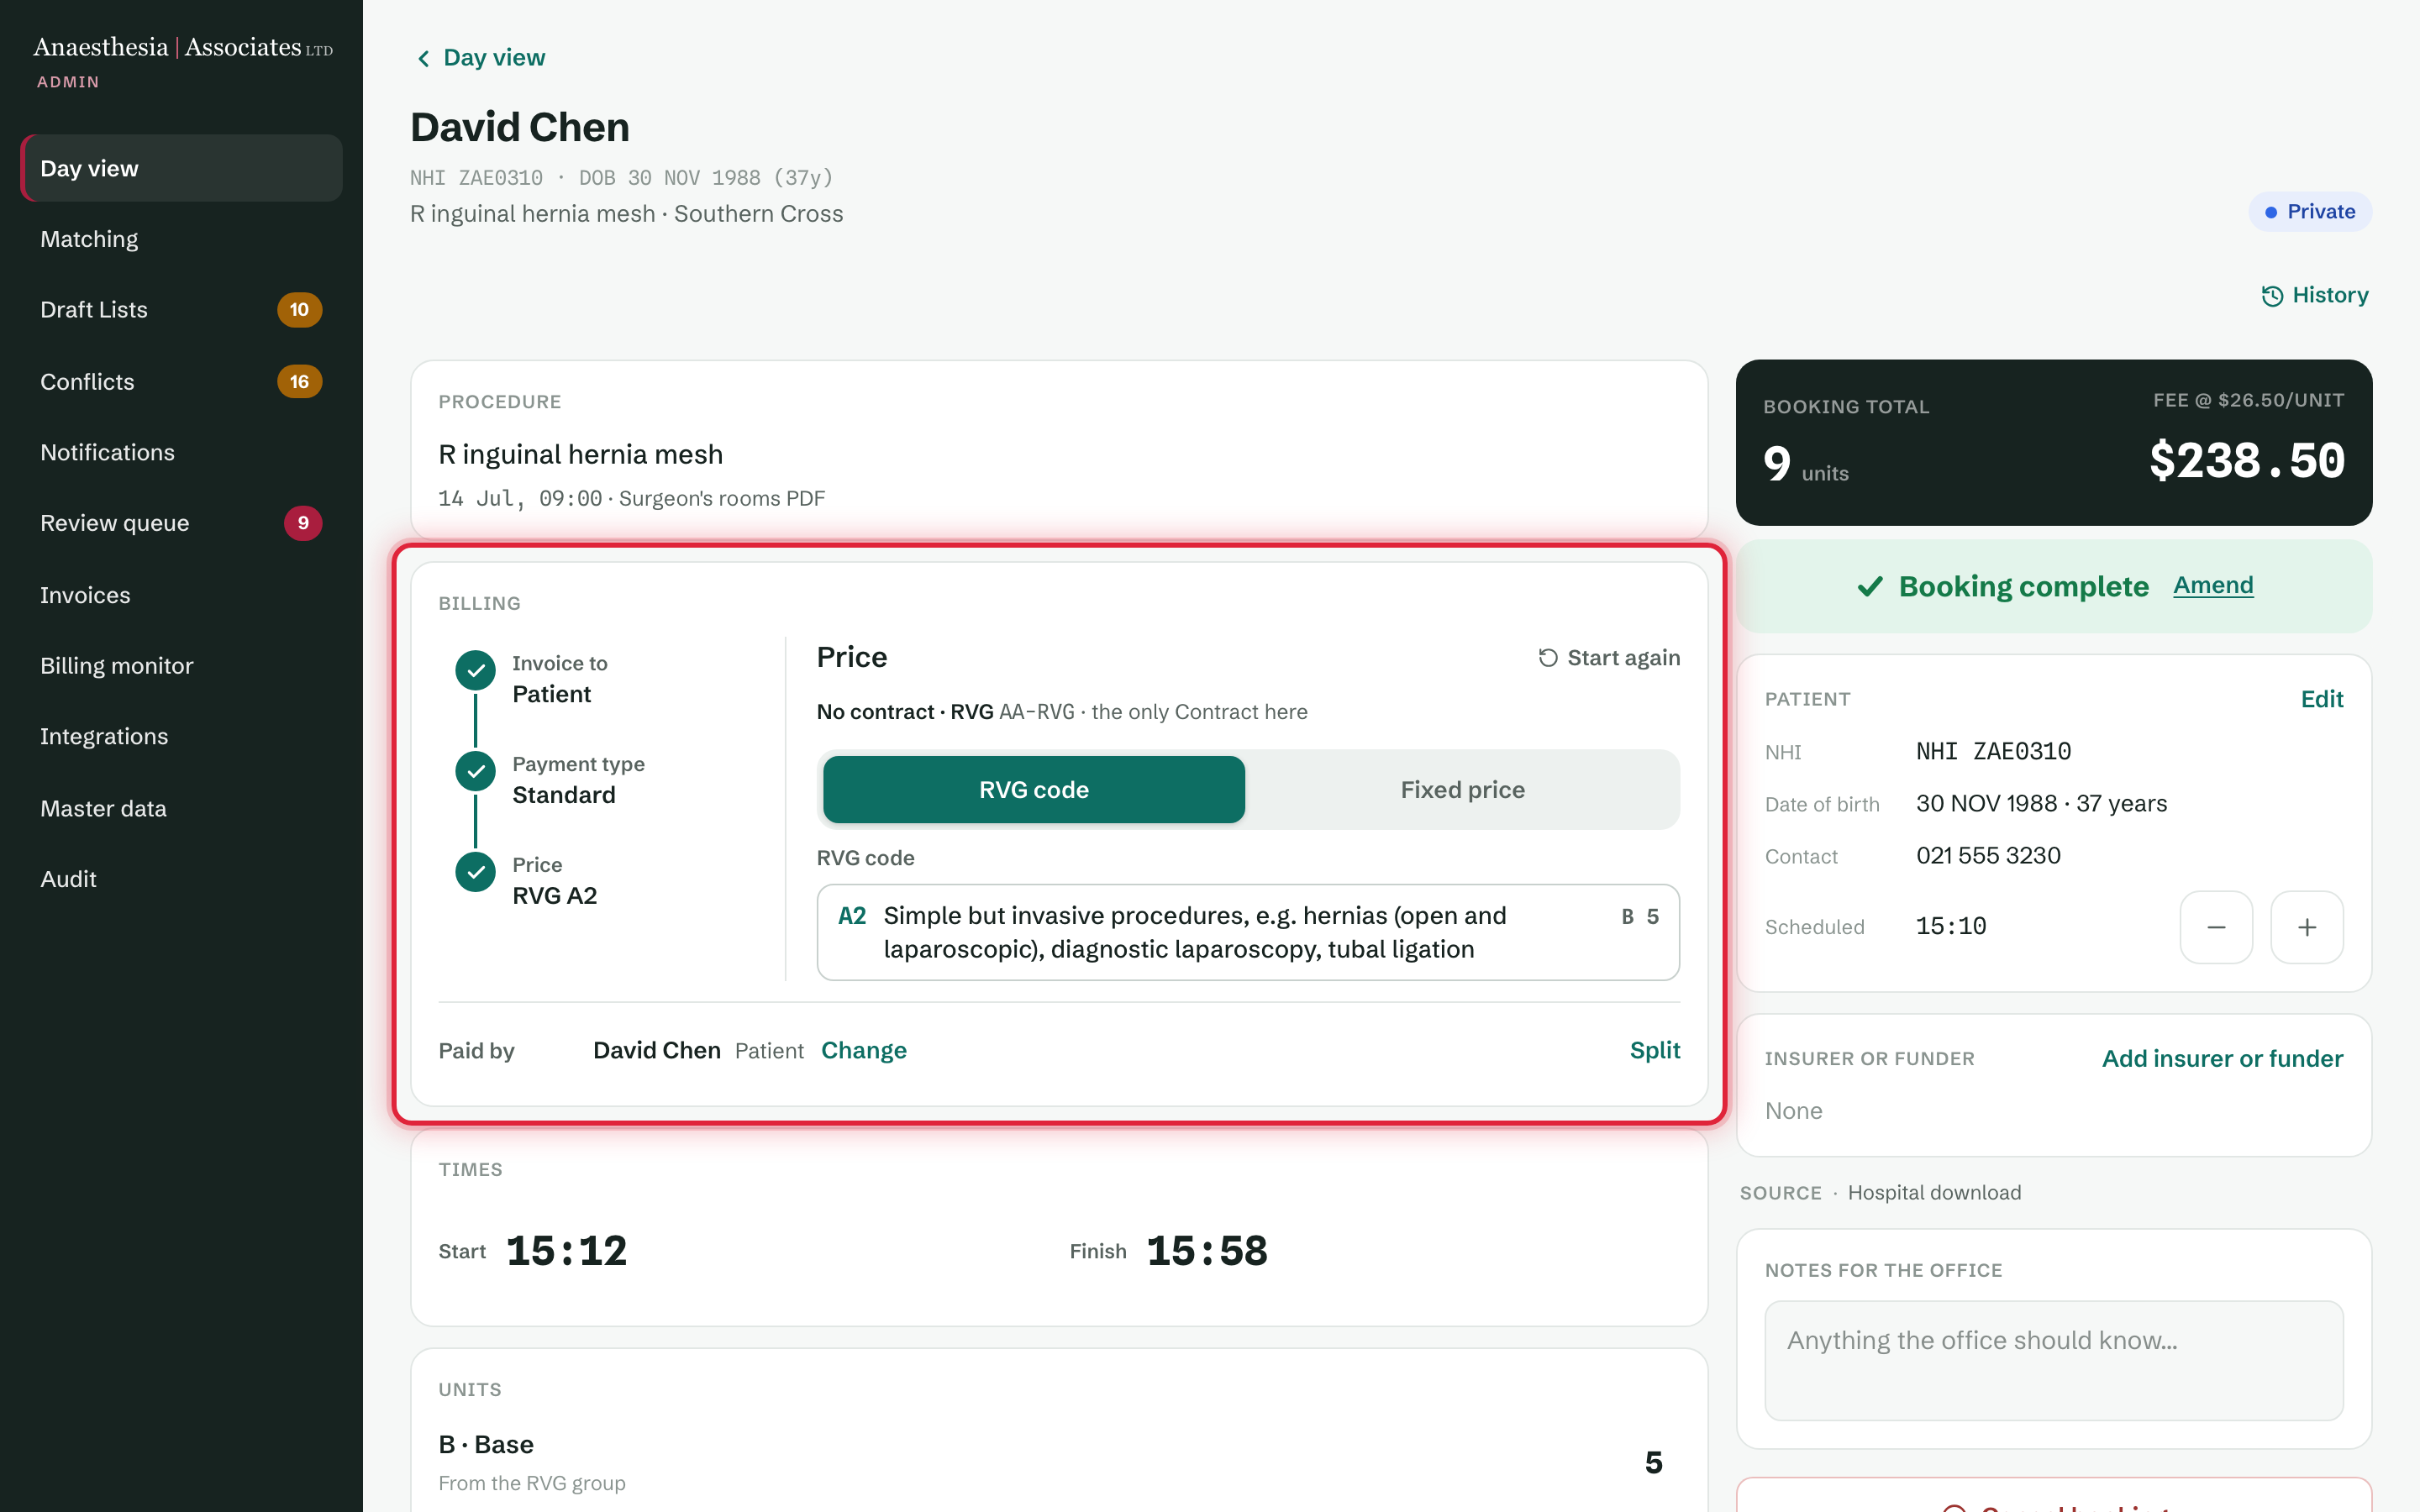 Anaesthesia | Associates LTD
ADMIN
Day view
Matching
Draft Lists 10
Conflicts 16
Notifications
Review queue 9
Invoices
Billing monitor
Integrations
Master data
Audit
Day view
David Chen
NHI ZAE0310 · DOB 30 NOV 1988 (37y)
R inguinal hernia mesh · Southern Cross
Private
History
PROCEDURE
R inguinal hernia mesh
14 Jul, 09:00 · Surgeon's rooms PDF
BILLING
Invoice to
Patient
Payment type
Standard
Price
RVG A2
Price
Start again
No contract · RVG AA-RVG · the only Contract here
RVG code
Fixed price
RVG code
A2 Simple but invasive procedures, e.g. hernias (open and B 5
laparoscopic), diagnostic laparoscopy, tubal ligation
Paid by David Chen Patient Change Split
TIMES
Start 15:12 Finish 15:58
UNITS
B · Base
5
From the RVG group
BOOKING TOTAL
FEE @ $26.50/UNIT
9 units
$238.50
Booking complete Amend
PATIENT Edit
NHI NHI ZAE0310
Date of birth 30 NOV 1988 · 37 years
Contact 021 555 3230
Scheduled 15:10 − +
INSURER OR FUNDER Add insurer or funder
None
SOURCE · Hospital download
NOTES FOR THE OFFICE
Anything the office should know...